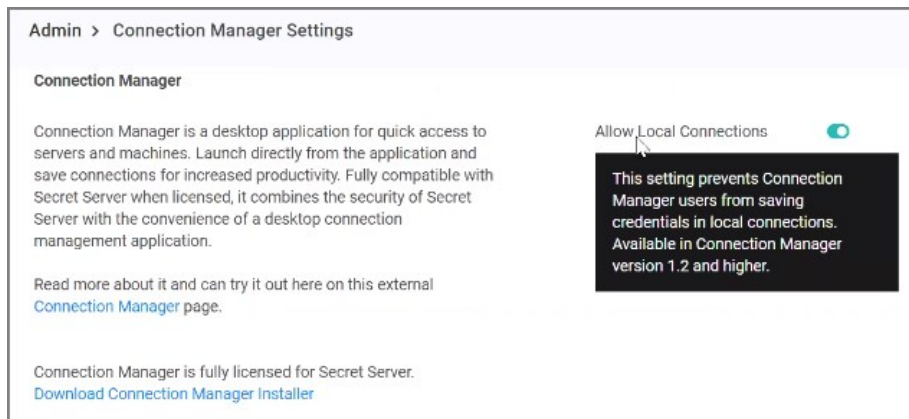 Admin > Connection Manager Settings
Connection Manager
Connection Manager is a desktop application for quick access to
servers and machines. Launch directly from the application and
save connections for increased productivity. Fully compatible with
Secret Server when licensed, it combines the security of Secret
Server with the convenience of a desktop connection
management application.
Read more about it and can try it out here on this external
Connection Manager page.
Connection Manager is fully licensed for Secret Server.
Download Connection Manager Installer
Allow Local Connections
This setting prevents Connection
Manager users from saving
credentials in local connections.
Available in Connection Manager
version 1.2 and higher.